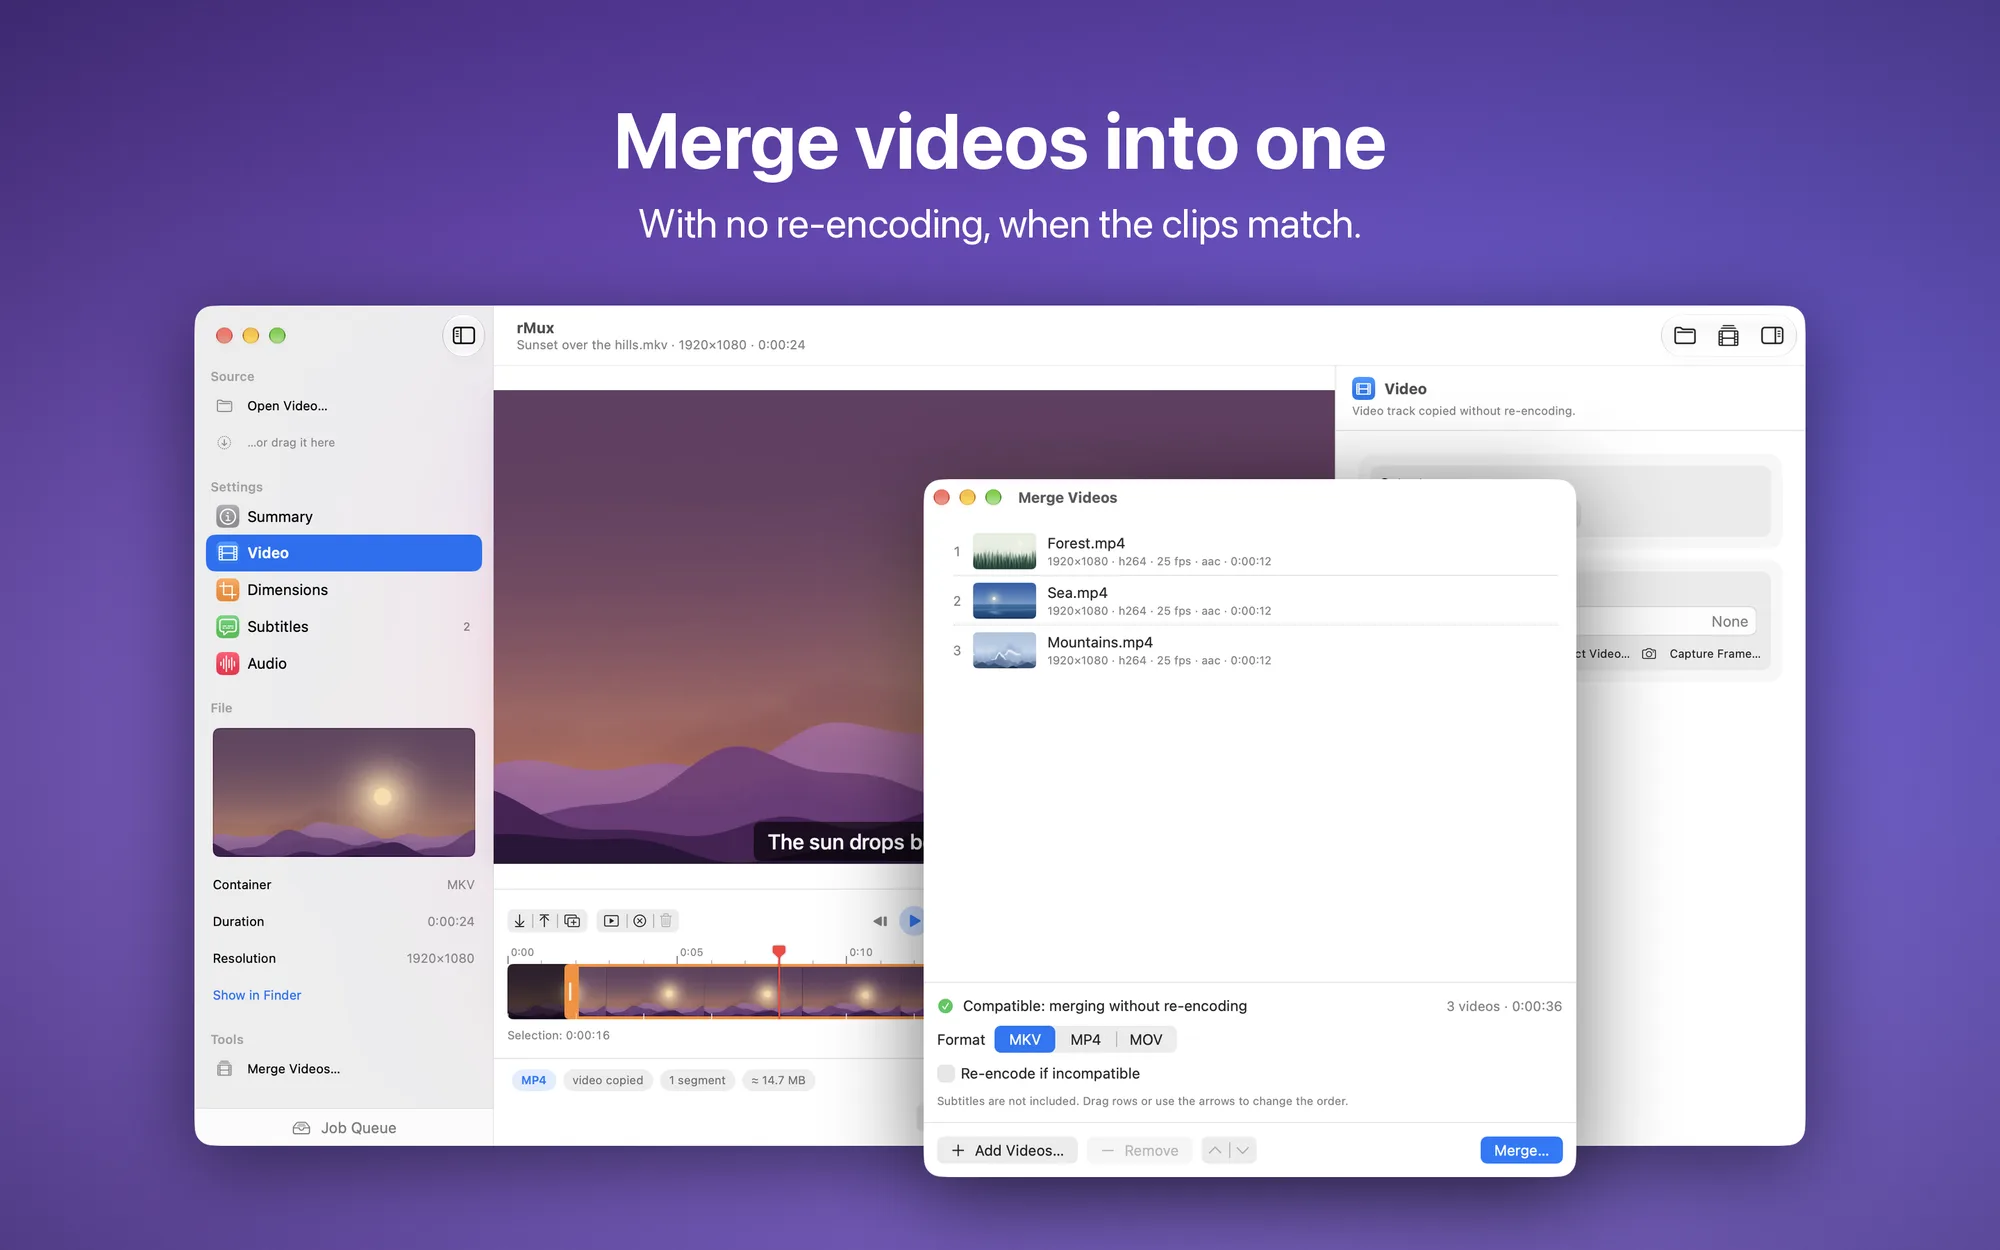 Merge videos into one
With no re-encoding, when the clips match.
rMux
Sunset over the hills.mkv · 1920×1080 · 0:00:24
Source
Open Video...
...or drag it here
Settings
Summary
Video
Dimensions
Subtitles 2
Audio
File
Container MKV
Duration 0:00:24
Resolution 1920×1080
Show in Finder
Tools
Merge Videos...
Job Queue
The sun drops b
0:00 0:05 0:10
Selection: 0:00:16
MP4 video copied 1 segment ≈ 14.7 MB
Video
Video track copied without re-encoding.
None
ct Video... Capture Frame...
Merge Videos
1 Forest.mp4
1920×1080 · h264 · 25 fps · aac · 0:00:12
2 Sea.mp4
1920×1080 · h264 · 25 fps · aac · 0:00:12
3 Mountains.mp4
1920×1080 · h264 · 25 fps · aac · 0:00:12
Compatible: merging without re-encoding 3 videos · 0:00:36
Format MKV MP4 MOV
Re-encode if incompatible
Subtitles are not included. Drag rows or use the arrows to change the order.
Add Videos... Remove Merge...